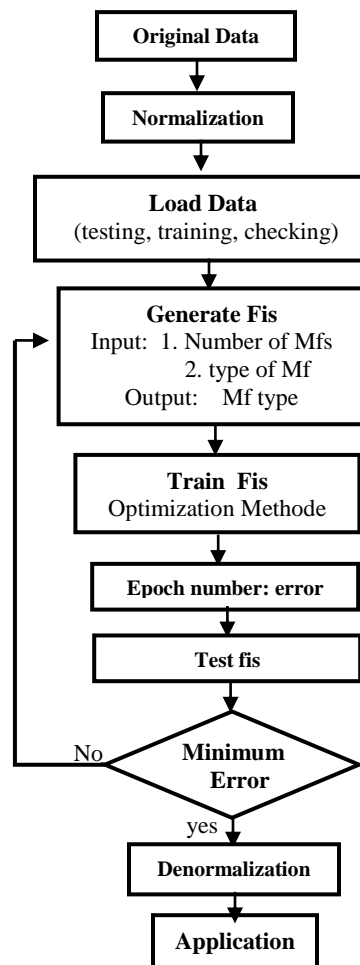 Original Data
Normalization
Load Data
(testing, training, checking)
Generate Fis
Input: 1. Number of Mfs
2. type of Mf
Output: Mf type
Train Fis
Optimization Methode
Epoch number: error
Test fis
No
Minimum
Error
yes
Denormalization
Application